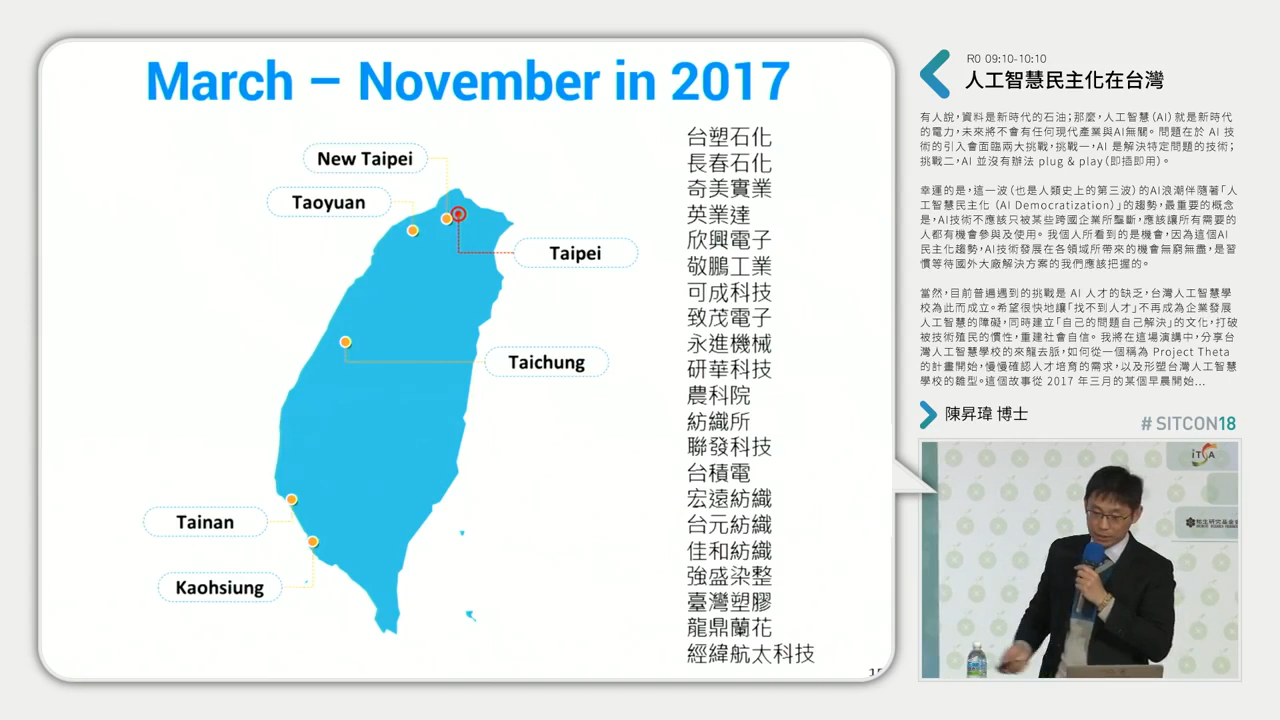 March – November in 2017
New Taipei
Taoyuan
Taipei
Taichung
Tainan
Kaohsiung
台塑石化
長春石化
奇美實業
英業達
欣興電子
敬鵬工業
可成科技
致茂電子
永進機械
研華科技
農科院
紡織所
聯發科技
台積電
宏遠紡織
台元紡織
佳和紡織
強盛染整
臺灣塑膠
龍鼎蘭花
經緯航太科技
R0 09:10-10:10
人工智慧民主化在台灣
有人說，資料是新時代的石油；那麼，人工智慧（AI）就是新時代
的電力，未來將不會有任何現代產業與AI無關。問題在於 AI 技
術的引入會面臨兩大挑戰，挑戰一，AI 是解決特定問題的技術；
挑戰二，AI 並沒有辦法 plug & play（即插即用）。
幸運的是，這一波（也是人類史上的第三波）的AI浪潮伴隨著「人
工智慧民主化（AI Democratization）」的趨勢，最重要的概念
是，AI技術不應該只被某些跨國企業所壟斷，應該讓所有需要的
人都有機會參與及使用。我個人所看到的是機會，因為這個AI
民主化趨勢，AI技術發展在各領域所帶來的機會無窮無盡，是習
慣等待國外大廠解決方案的我們應該把握的。
當然，目前普遍遇到的挑戰是 AI 人才的缺乏，台灣人工智慧學
校為此而成立。希望很快地讓「找不到人才」不再成為企業發展
人工智慧的障礙，同時建立「自己的問題自己解決」的文化，打破
被技術殖民的慣性，重建社會自信。我將在這場演講中，分享台
灣人工智慧學校的來龍去脈，如何從一個稱為 Project Theta
的計畫開始，慢慢確認人才培育的需求，以及形塑台灣人工智慧
學校的雛型。這個故事從 2017 年三月的某個早晨開始...
陳昇瑋 博士
# SITCON18